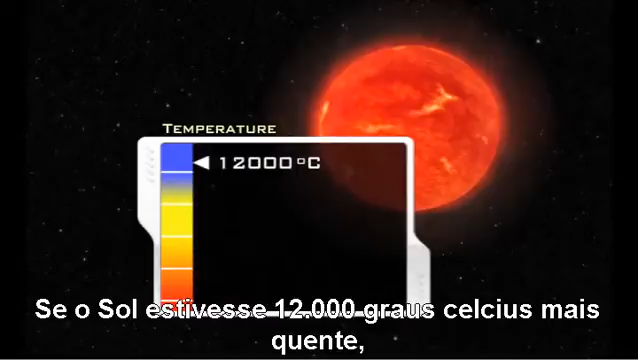 TEMPERATURE
12000°C
Se o Sol estivesse 12.000 graus celcius mais
quente,